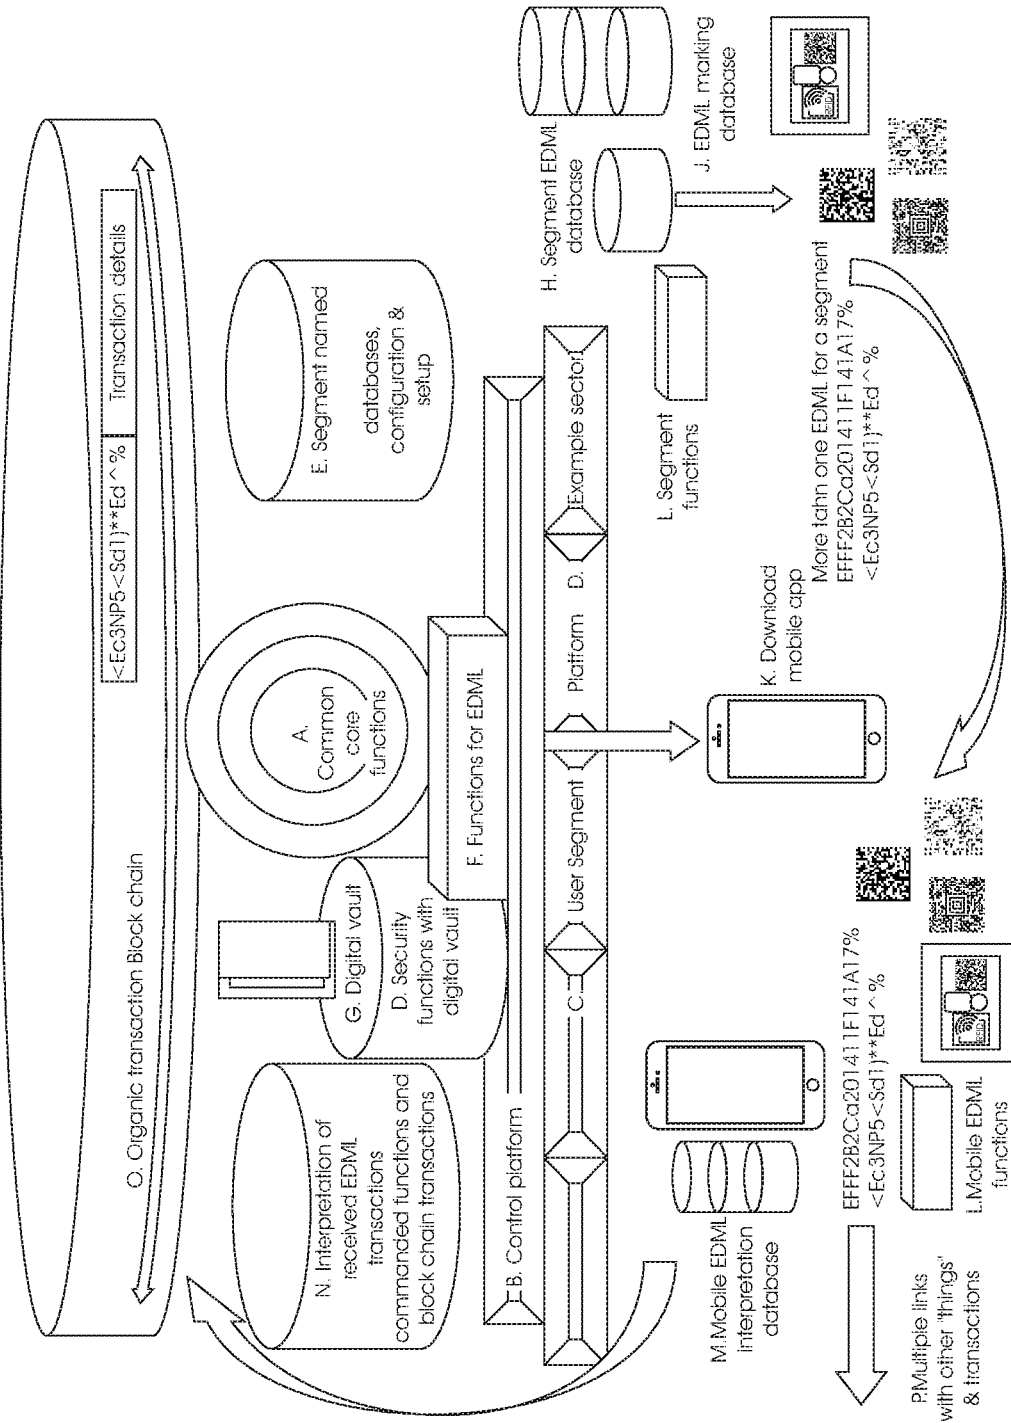 O. Organic transaction Block chain
<Ec3NP5<Sd1)**Ed^%
Transaction details
N. Interpretation of
received EDML
transactions
commanded functions and
block chain transactions
G. Digital vault
D. Security
functions with
digital vault
A.
Common
core
functions
E. Segment named
databases,
configuration &
setup
F. Functions for EDML
B. Control platform
C.
User Segment
Platform
D.
Example sector
H. Segment EDML
database
J. EDML marking
database
L. Segment
functions
M.Mobile EDML
Interpretation
database
K. Download
mobile app
More tahn one EDML for a segment
EFFF2B2Ca201411F141A17%
<Ec3NP5<Sd1)**Ed^%
RFID
EFFF2B2Ca201411F141A17%
<Ec3NP5<Sd1)**Ed^%
RFID
L.Mobile EDML
functions
P.Multiple links
with other "things"
& transactions